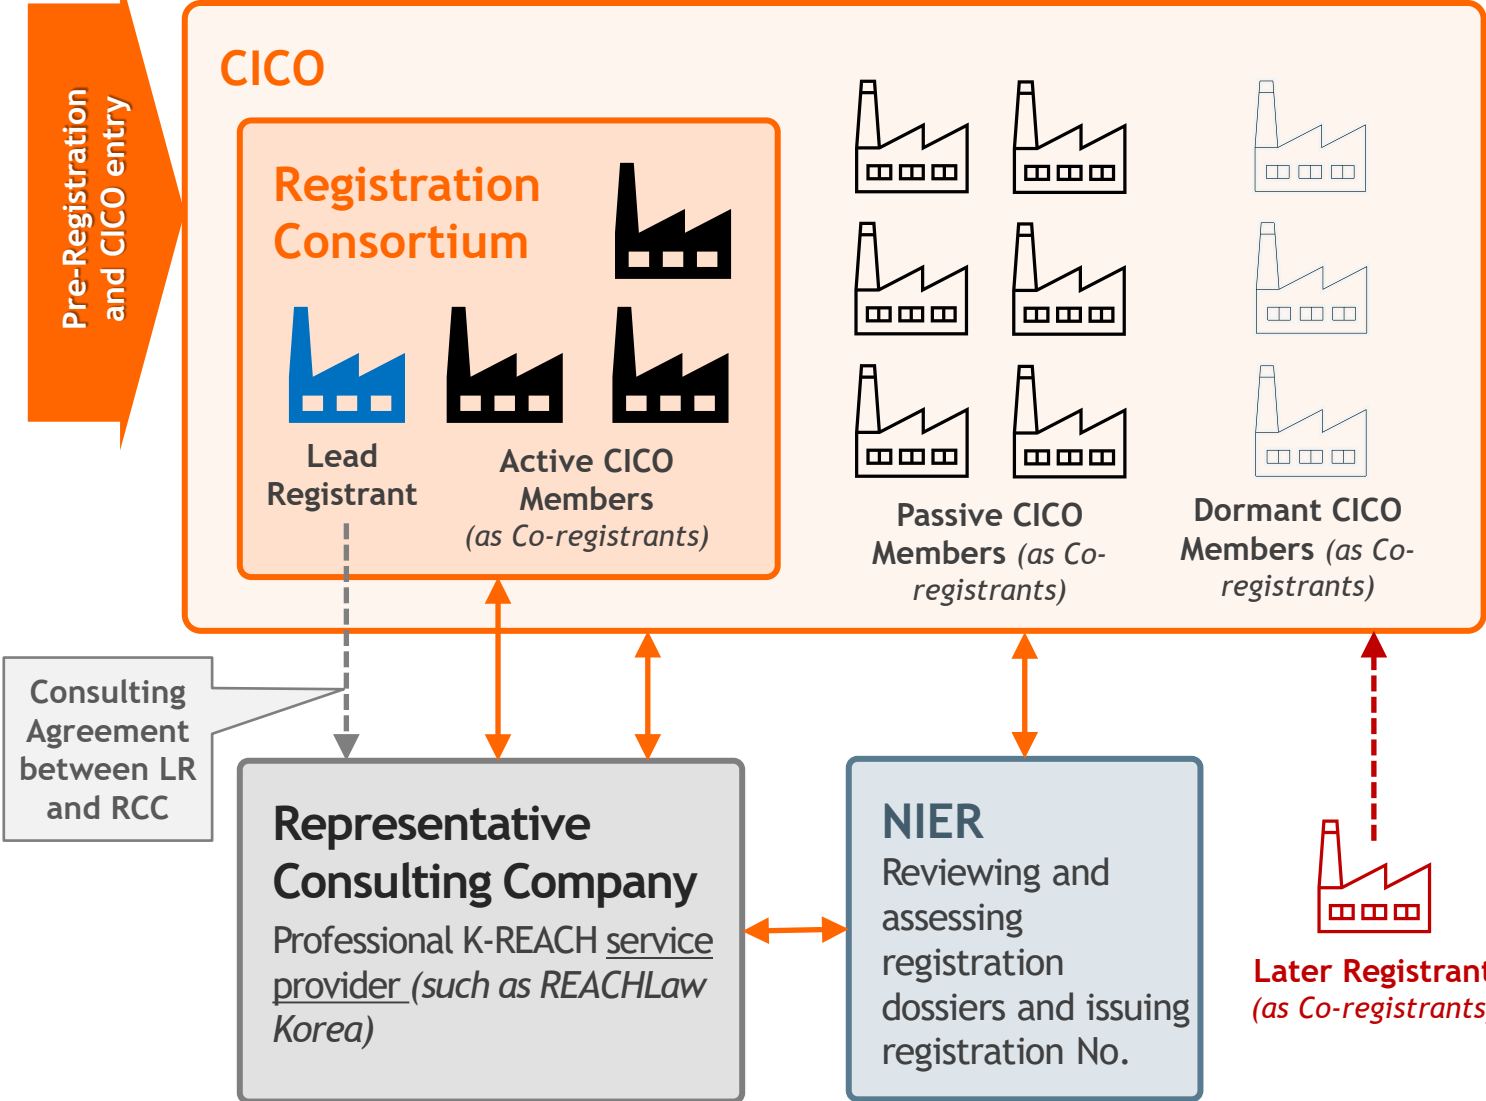 Pre-Registration
and CICO entry
CICO
Registration
Consortium
Lead
Registrant
Active CICO
Members
(as Co-registrants)
Passive CICO
Members (as Co-
registrants)
Dormant CICO
Members (as Co-
registrants)
Consulting
Agreement
between LR
and RCC
Representative
Consulting Company
Professional K-REACH service
provider (such as REACHLaw
Korea)
NIER
Reviewing and
assessing
registration
dossiers and issuing
registration No.
Later Registrant
(as Co-registrants